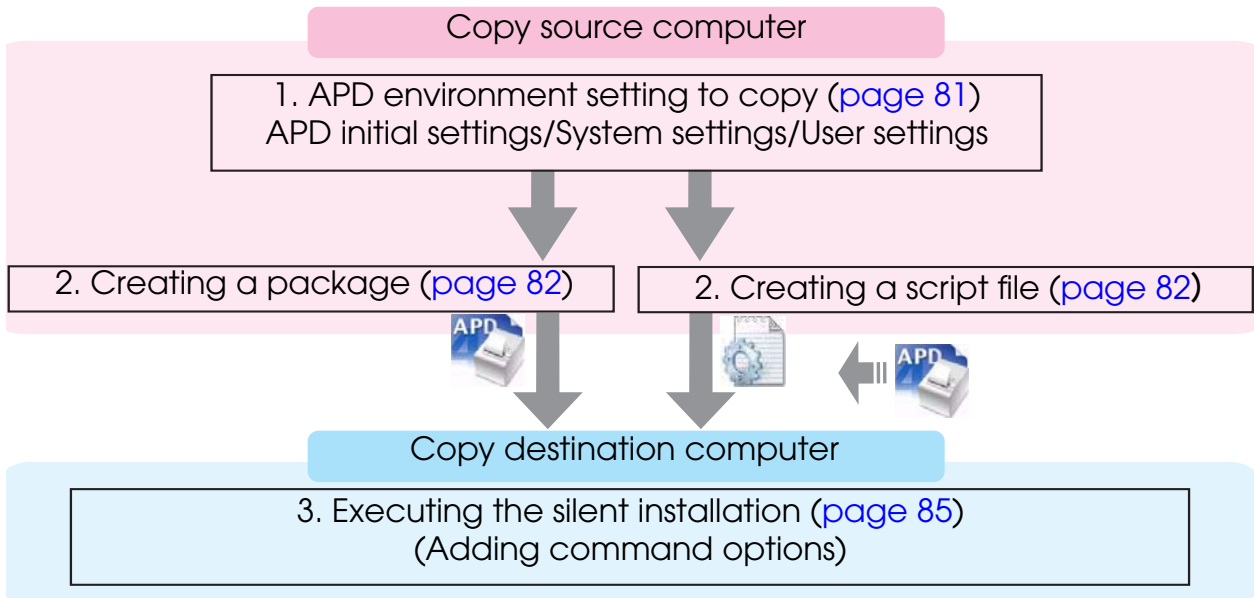 Copy source computer
1. APD environment setting to copy (page 81)
APD initial settings/System settings/User settings
2. Creating a package (page 82)
2. Creating a script file (page 82)
APD
APD
Copy destination computer
3. Executing the silent installation (page 85)
(Adding command options)